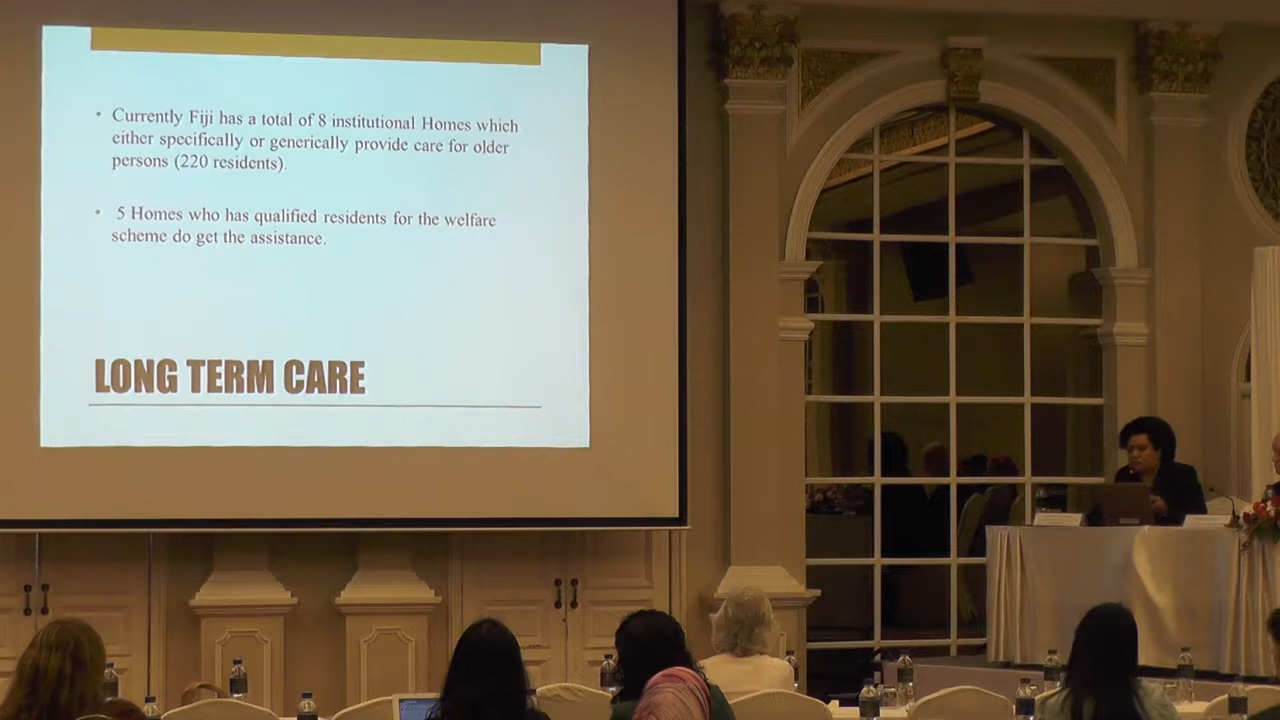 • Currently Fiji has a total of 8 institutional Homes which
either specifically or generically provide care for older
persons (220 residents).
• 5 Homes who has qualified residents for the welfare
scheme do get the assistance.
LONG TERM CARE